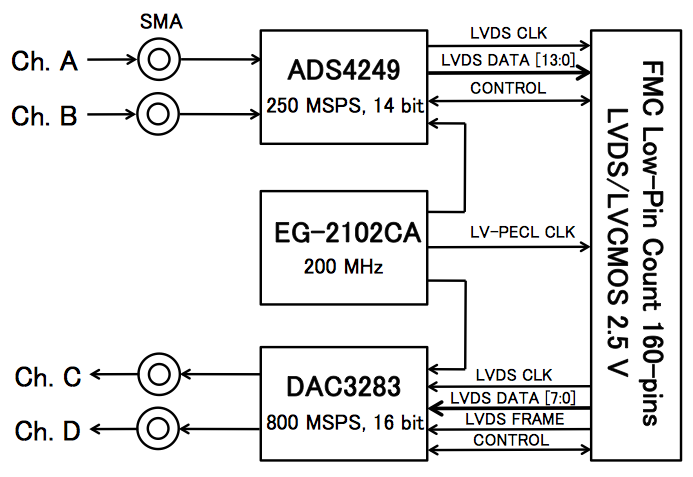 SMA
Ch. A
Ch. B
ADS4249
250 MSPS, 14 bit
LVDS CLK
LVDS DATA [13:0]
CONTROL
EG-2102CA
200 MHz
LV-PECL CLK
Ch. C
Ch. D
DAC3283
800 MSPS, 16 bit
LVDS CLK
LVDS DATA [7:0]
LVDS FRAME
CONTROL
FMC Low-Pin Count 160-pins
LVDS/LVCMOS 2.5 V